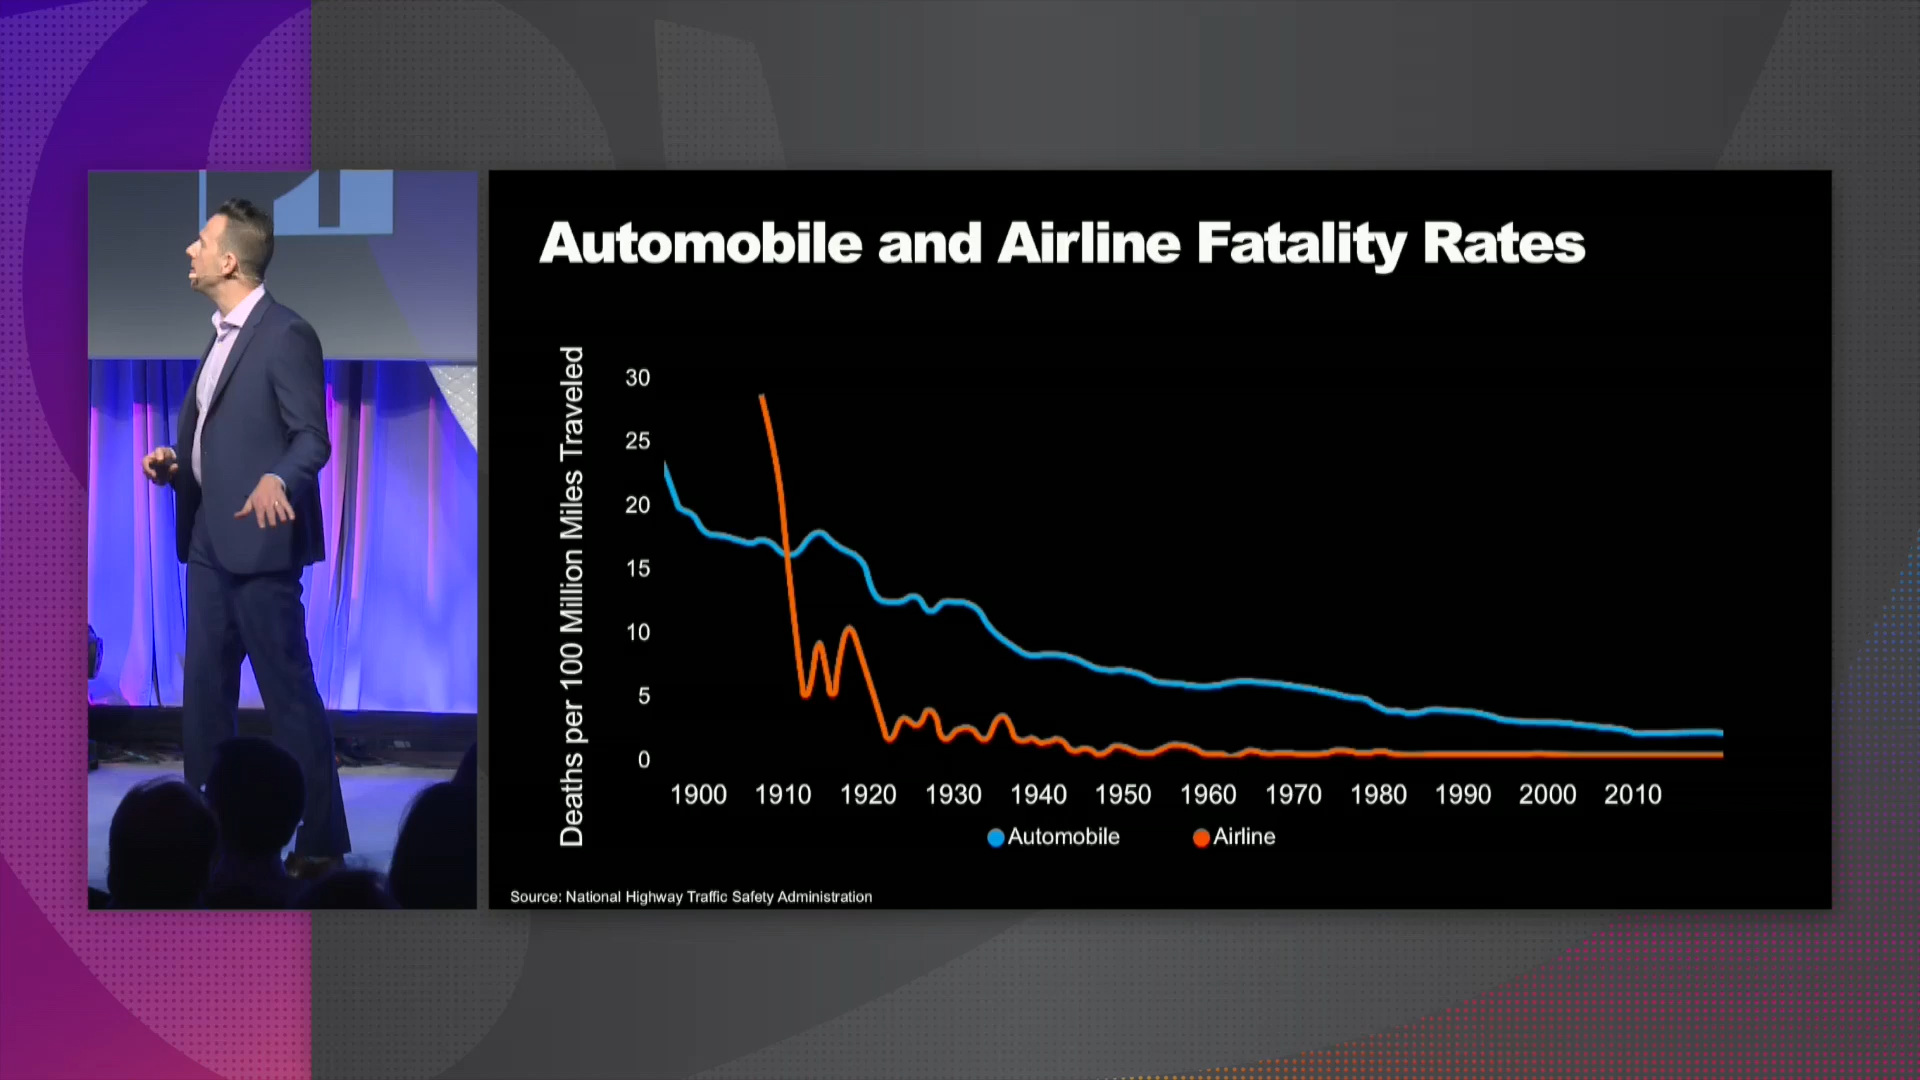 Automobile and Airline Fatality Rates
Deaths per 100 Million Miles Traveled
30
25
20
15
10
5
0
1900 1910 1920 1930 1940 1950 1960 1970 1980 1990 2000 2010
Automobile Airline
Source: National Highway Traffic Safety Administration